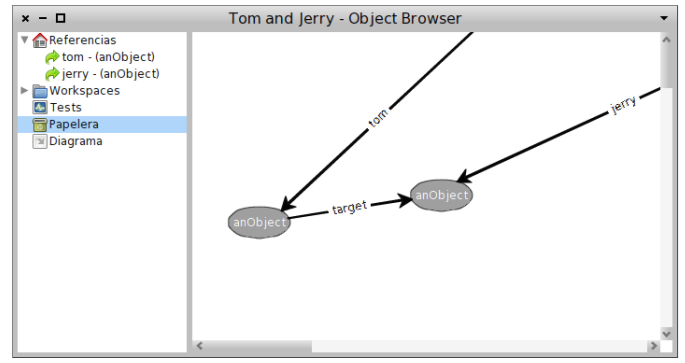 Tom and Jerry - Object Browser
Referencias
tom - (anObject)
jerry - (anObject)
Workspaces
Tests
Papelera
Diagrama
tom
jerry
target
anObject
anObject